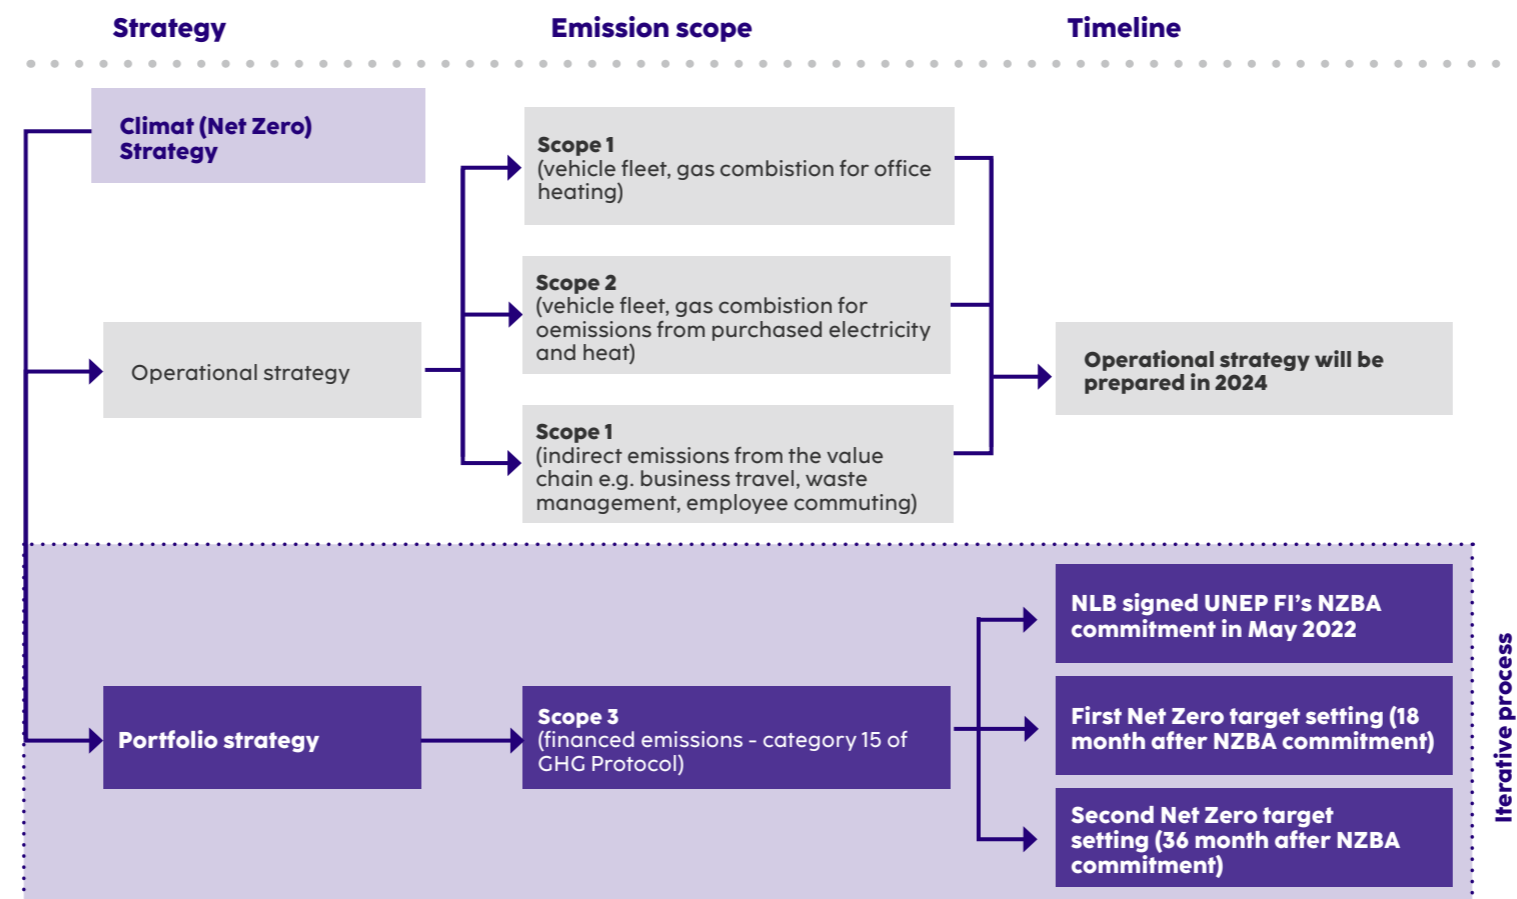 Strategy
Emission scope
Timeline
Climat (Net Zero)
Strategy
Scope 1
(vehicle fleet, gas combistion for office
heating)
Scope 2
(vehicle fleet, gas combistion for
oemissions from purchased electricity
and heat)
Operational strategy
Operational strategy will be
prepared in 2024
Scope 1
(indirect emissions from the value
chain e.g. business travel, waste
management, employee commuting)
Portfolio strategy
Scope 3
(financed emissions - category 15 of
GHG Protocol)
NLB signed UNEP FI’s NZBA
commitment in May 2022
First Net Zero target setting (18
month after NZBA commitment)
Second Net Zero target
setting (36 month after NZBA
commitment)
Iterative process